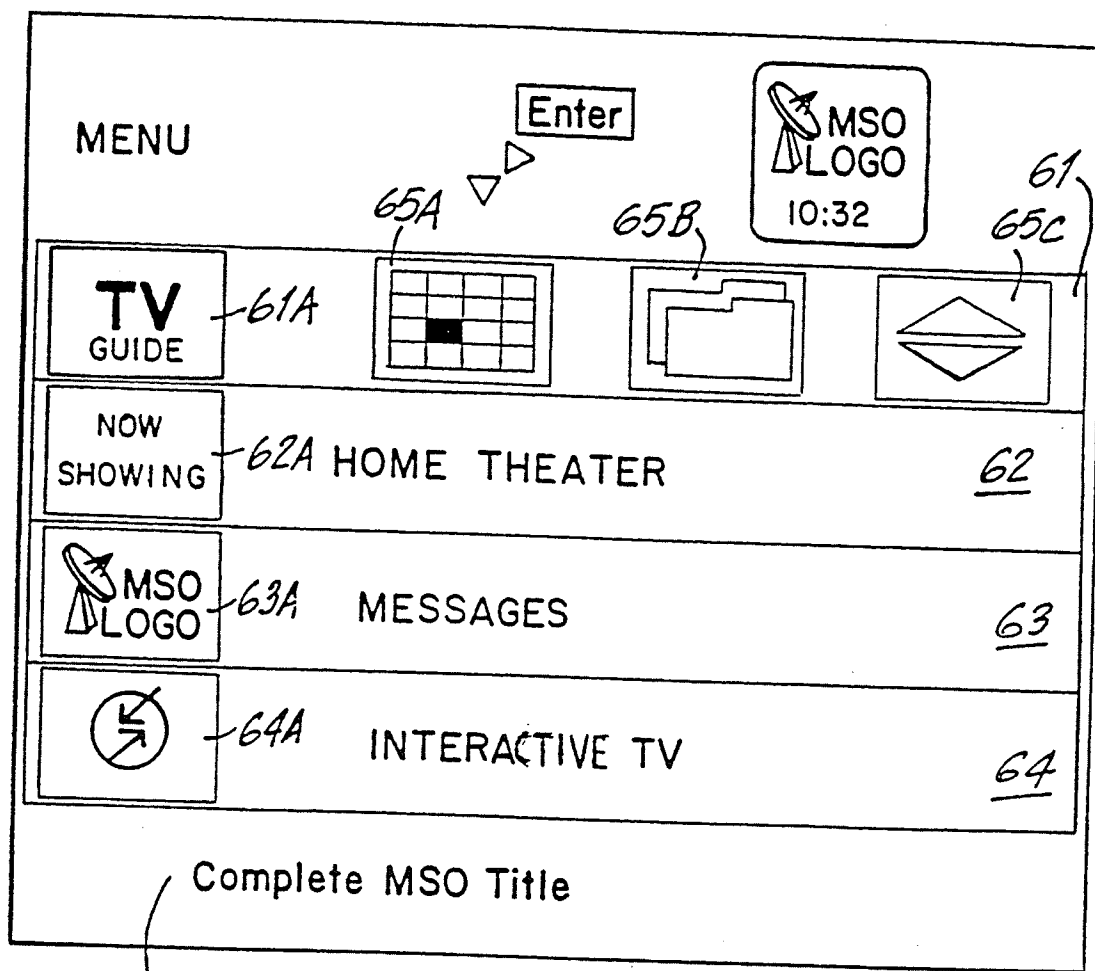 Enter
MENU
MSO
LOGO
10:32
61
65A
65B
65C
TV
GUIDE
61A
NOW
SHOWING
62A
HOME THEATER
62
MSO
LOGO
63A
MESSAGES
63
64A
INTERACTIVE TV
64
Complete MSO Title